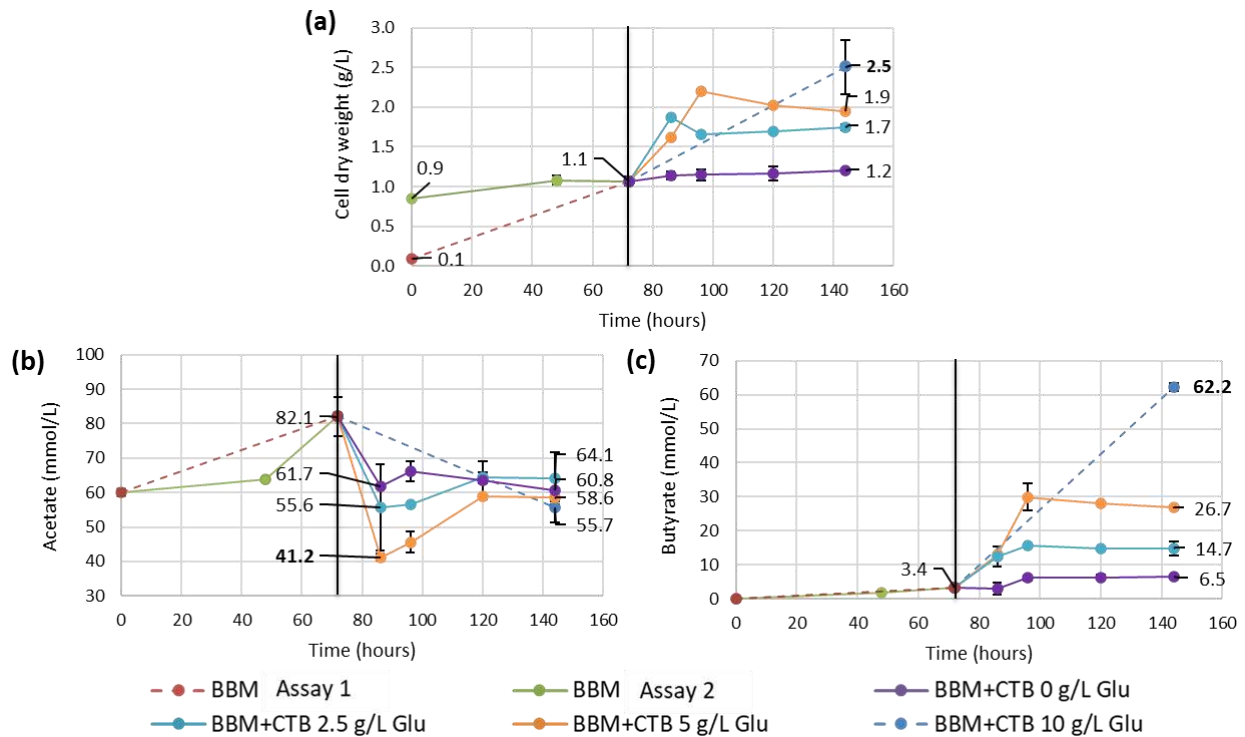 (a)
3.0
2.5
2.0
1.5
1.0
0.5
0.0
Cell dry weight (g/L)
0.9
0.1
1.1
2.5
1.9
1.7
1.2
0 20 40 60 80 100 120 140 160
Time (hours)
(b)
100
90
80
70
60
50
40
30
Acetate (mmol/L)
82.1
61.7
55.6
41.2
64.1
60.8
58.6
55.7
0 20 40 60 80 100 120 140 160
Time (hours)
(c)
70
60
50
40
30
20
10
0
Butyrate (mmol/L)
3.4
62.2
26.7
14.7
6.5
0 20 40 60 80 100 120 140 160
Time (hours)
BBM Assay 1
BBM Assay 2
BBM+CTB 0 g/L Glu
BBM+CTB 2.5 g/L Glu
BBM+CTB 5 g/L Glu
BBM+CTB 10 g/L Glu